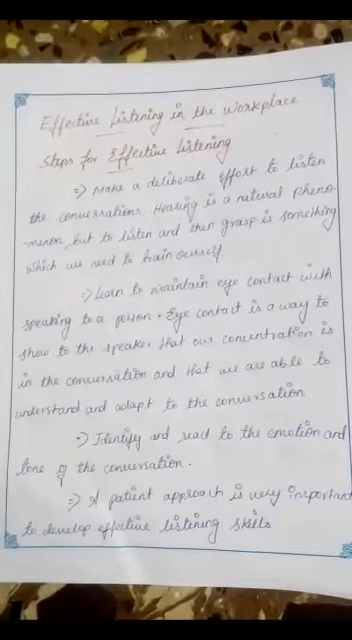 Effective Listening in the Workplace
Steps for Effective Listening
=> Make a deliberate effort to listen
the conversations. Hearing is a natural pheno
-menon, but to listen and then grasp is something
which we need to train ourself
:-> Learn to maintain eye contact with
speaking to a person. Eye contact is a way to
show to the speaker that our concentration is
in the conversation and that we are able to
understand and adapt to the conversation
:-> Identify and react to the emotion and
tone of the conversation.
=> A patient approach is very important
to develop effective listening skills